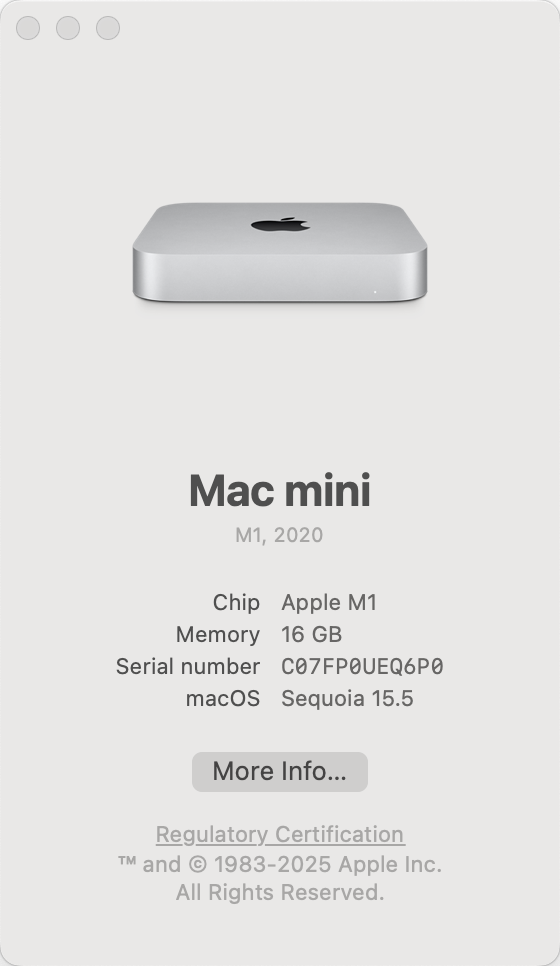 Mac mini
M1, 2020
Chip Apple M1
Memory 16 GB
Serial number C07FP0UEQ6P0
macOS Sequoia 15.5
More Info...
Regulatory Certification
™ and © 1983-2025 Apple Inc.
All Rights Reserved.